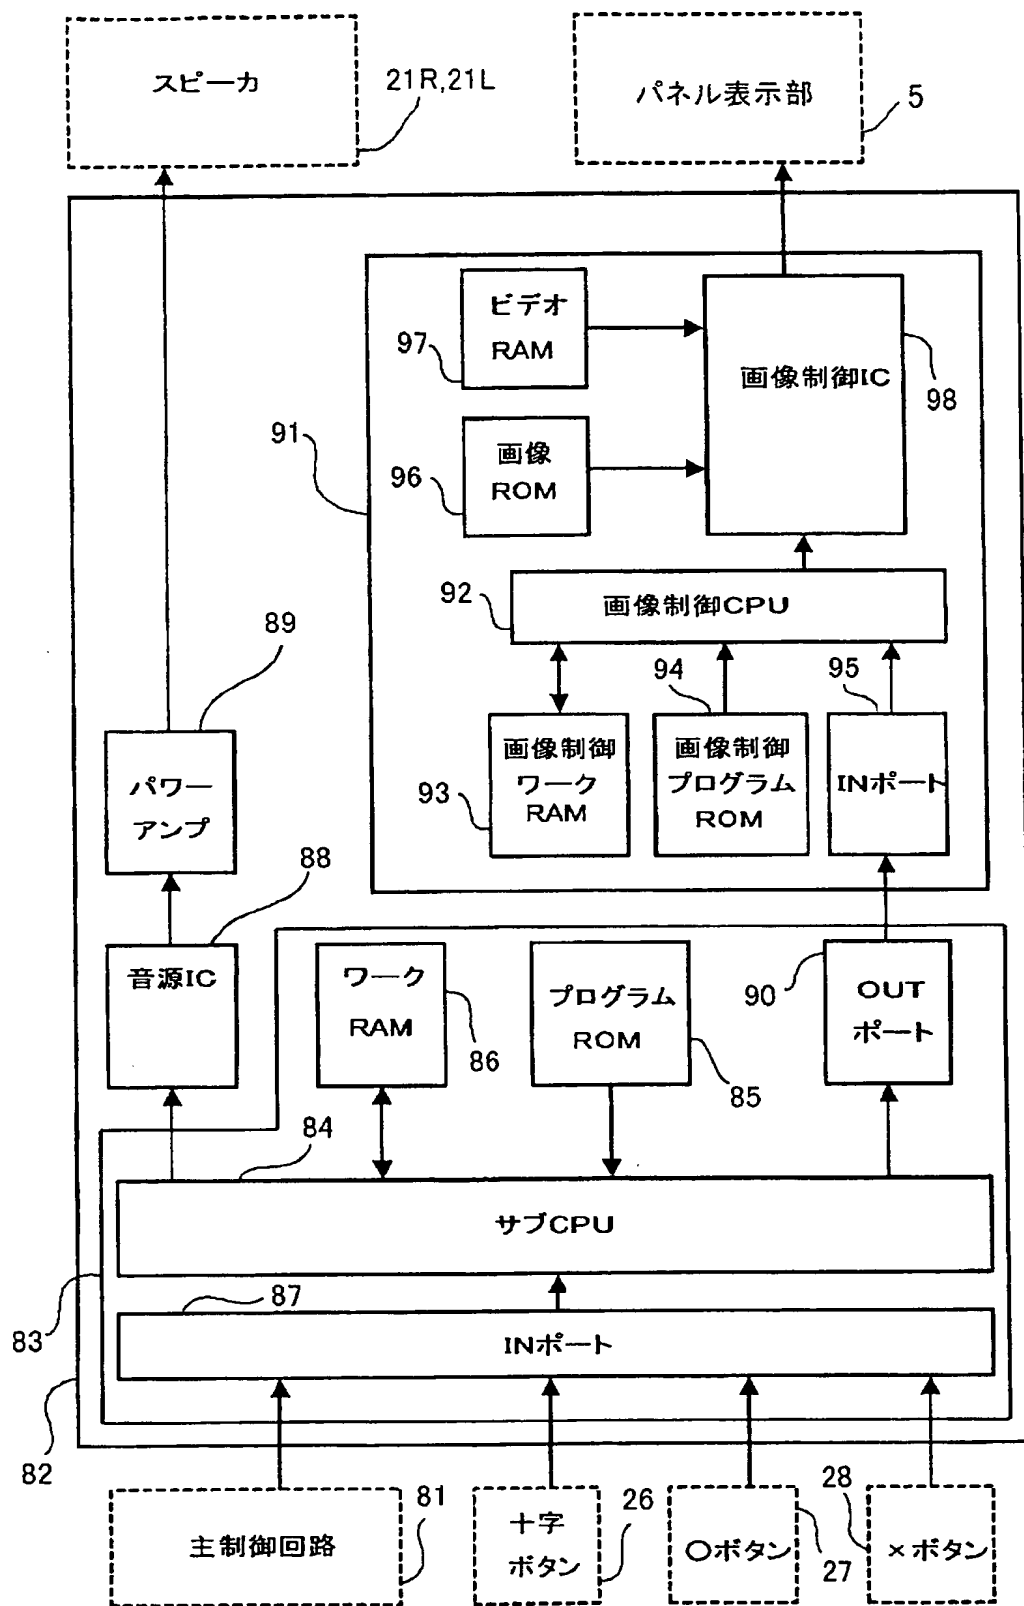 スピーカ
21R,21L
パネル表示部
5
ビデオ
RAM
97
画像制御IC
98
91
画像
ROM
96
92
画像制御CPU
89
94
95
パワー
アンプ
画像制御
ワーク
RAM
93
画像制御
プログラム
ROM
INポート
88
音源IC
ワーク
RAM
86
プログラム
ROM
85
90
OUT
ポート
84
サブCPU
87
83
INポート
82
主制御回路
81
十字
ボタン
26
〇ボタン
27
28
×ボタン